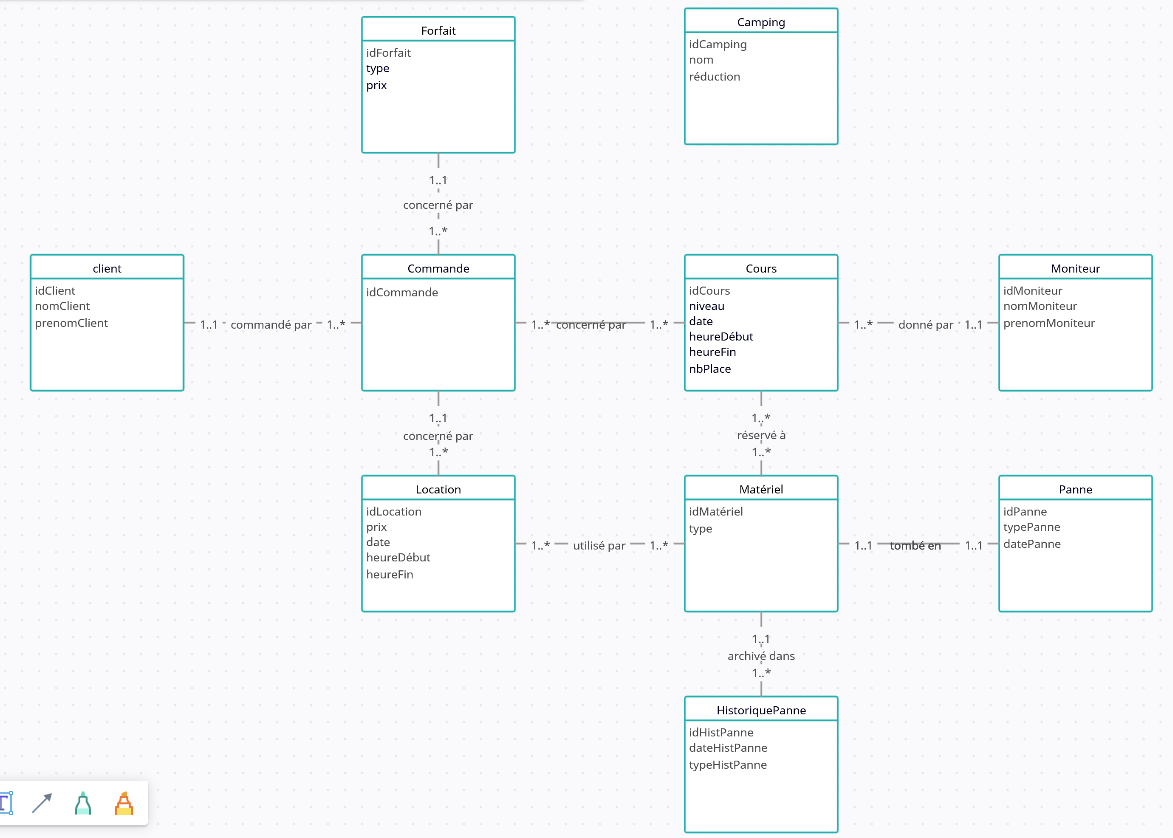 Forfait
idForfait
type
prix
Camping
idCamping
nom
réduction
1..1
concerné par
1..*
client
idClient
nomClient
prenomClient
1..1 commandé par 1..*
Commande
idCommande
1..* concerné par 1..*
Cours
idCours
niveau
date
heureDébut
heureFin
nbPlace
1..* donné par 1..1
Moniteur
idMoniteur
nomMoniteur
prenomMoniteur
1..1
concerné par
1..*
1..*
réservé à
1..*
Location
idLocation
prix
date
heureDébut
heureFin
1..* utilisé par 1..*
Matériel
idMatériel
type
1..1 tombé en 1..1
Panne
idPanne
typePanne
datePanne
1..1
archivé dans
1..*
HistoriquePanne
idHistPanne
dateHistPanne
typeHistPanne